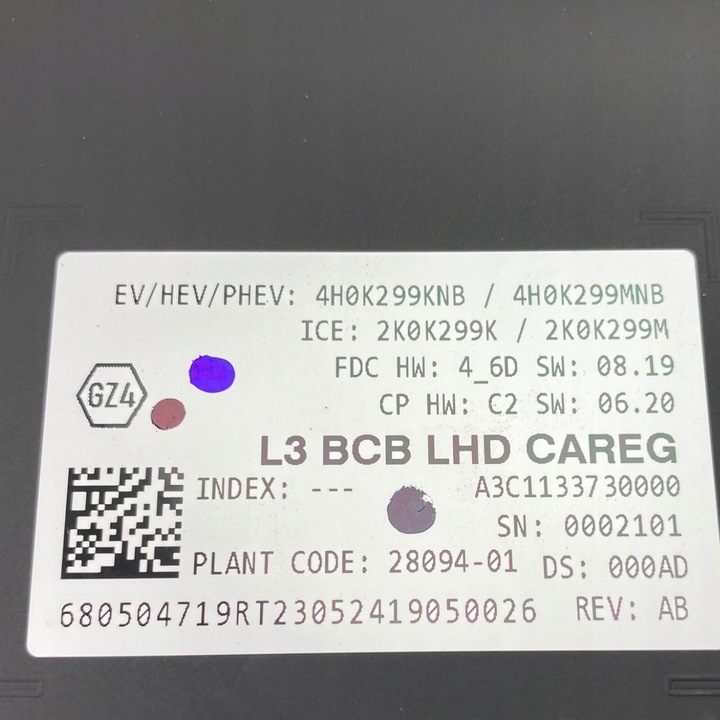 EV/HEV/PHEV: 4H0K299KNB / 4H0K299MNB
ICE: 2K0K299K / 2K0K299M
FDC HW: 4_6D SW: 08.19
GZ4
CP HW: C2 SW: 06.20
L3 BCB LHD CAREG
INDEX: --- A3C1133730000
SN: 0002101
PLANT CODE: 28094-01 DS: 000AD
680504719RT23052419050026 REV: AB